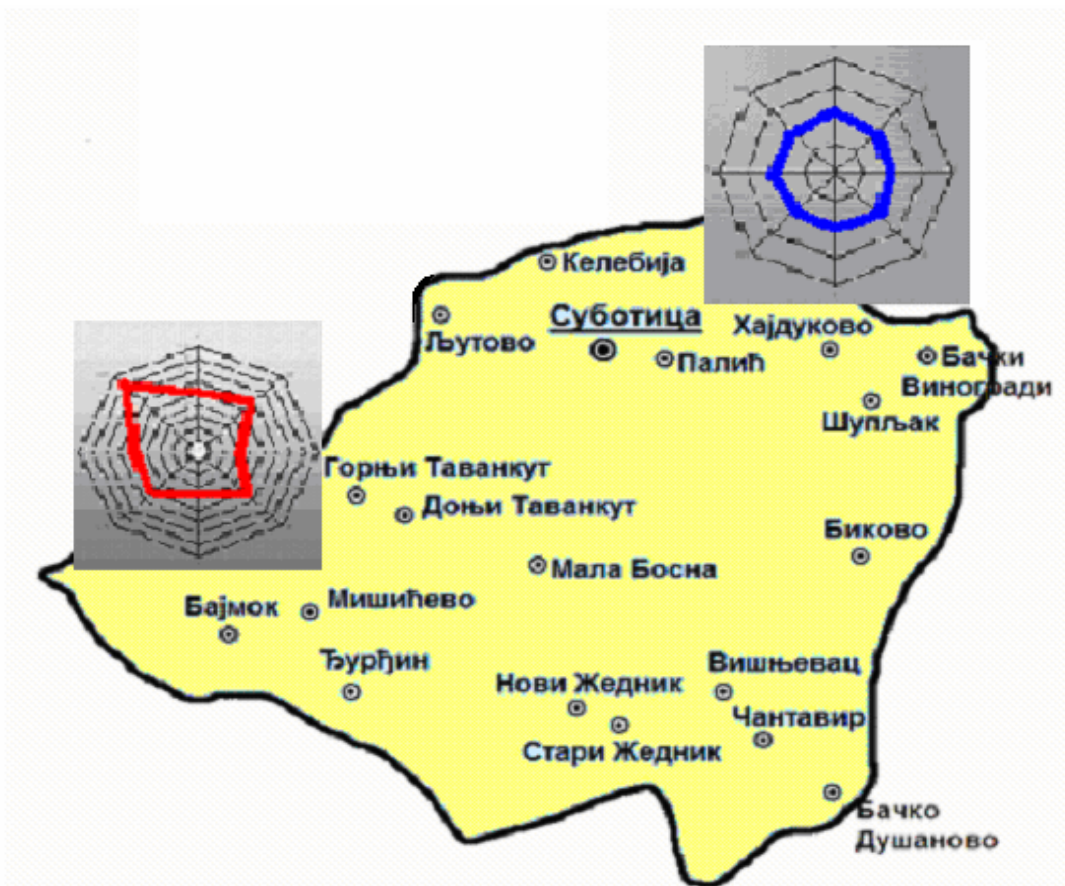 Келебија
Суботица
Љутово
Палић
Хајдуково
Бачки
Виногради
Шупљак
Горњи Таванкут
Доњи Таванкут
Биково
Мала Босна
Бајмок
Мишићево
Ђурђин
Нови Жедник
Вишњевац
Стари Жедник
Чантавир
Бачко
Душаново